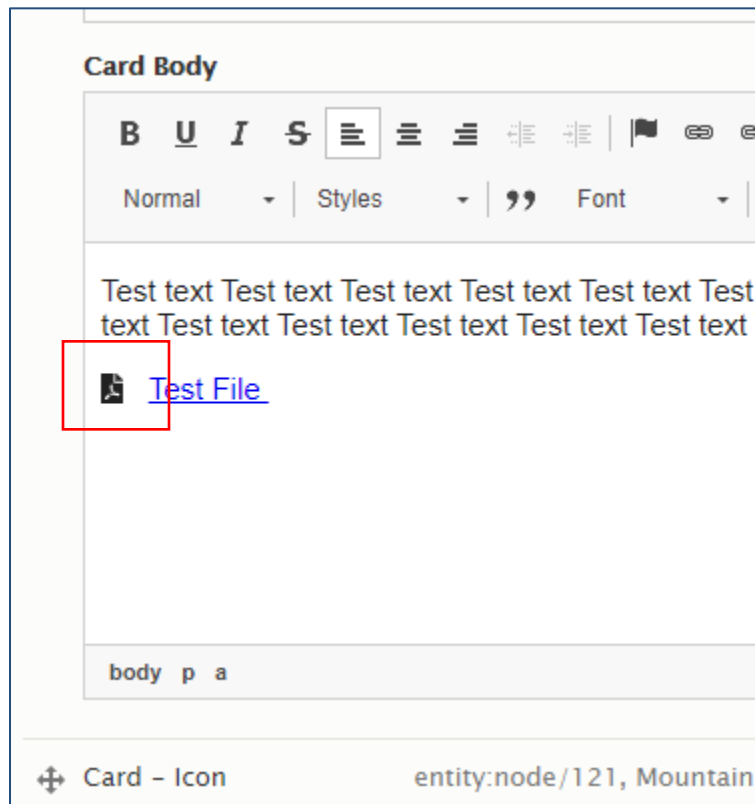 Card Body
B U I S
Normal Styles Font
Test text Test text Test text Test text Test text Test
text Test text Test text Test text Test text Test text
Test File
body p a
Card - Icon entity:node/121, Mountain